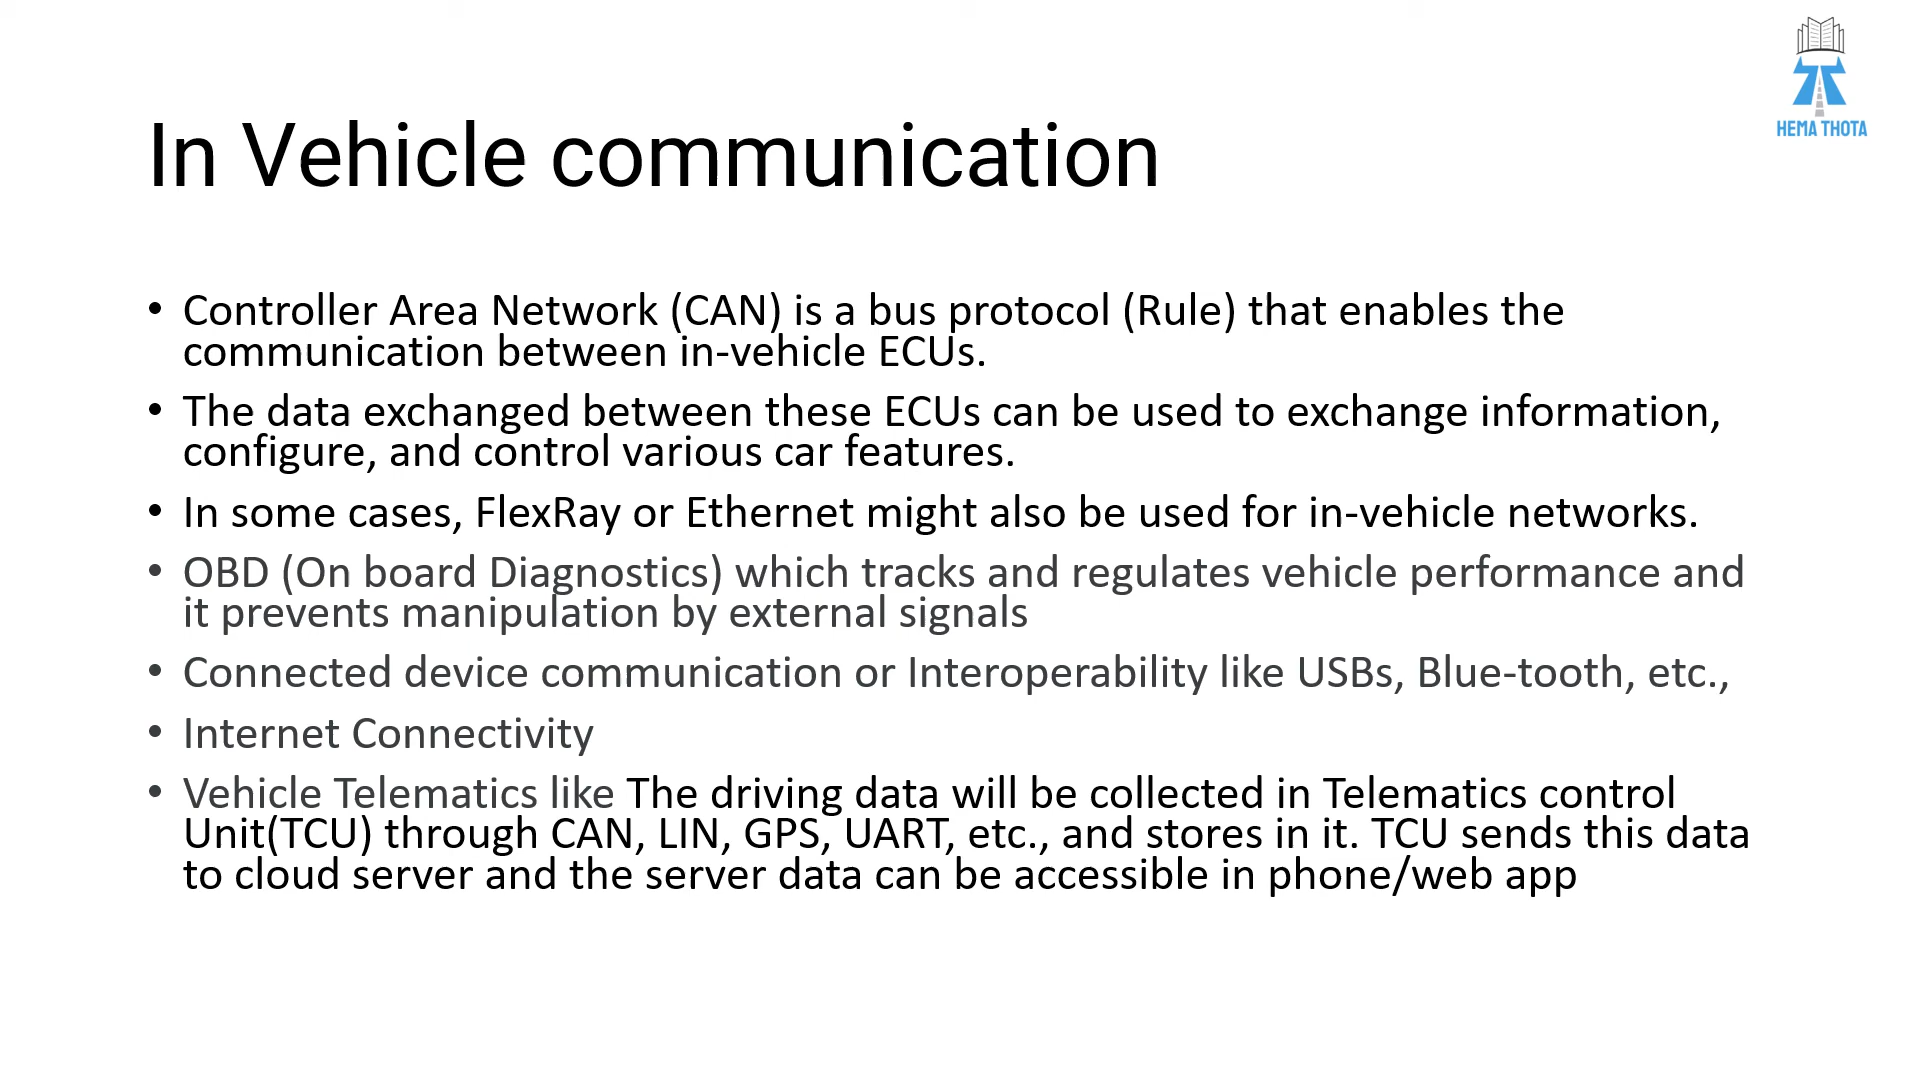 HEMA THOTA
In Vehicle communication
• Controller Area Network (CAN) is a bus protocol (Rule) that enables the
communication between in-vehicle ECUs.
• The data exchanged between these ECUs can be used to exchange information,
configure, and control various car features.
• In some cases, FlexRay or Ethernet might also be used for in-vehicle networks.
• OBD (On board Diagnostics) which tracks and regulates vehicle performance and
it prevents manipulation by external signals
• Connected device communication or Interoperability like USBs, Blue-tooth, etc.,
• Internet Connectivity
• Vehicle Telematics like The driving data will be collected in Telematics control
Unit(TCU) through CAN, LIN, GPS, UART, etc., and stores in it. TCU sends this data
to cloud server and the server data can be accessible in phone/web app